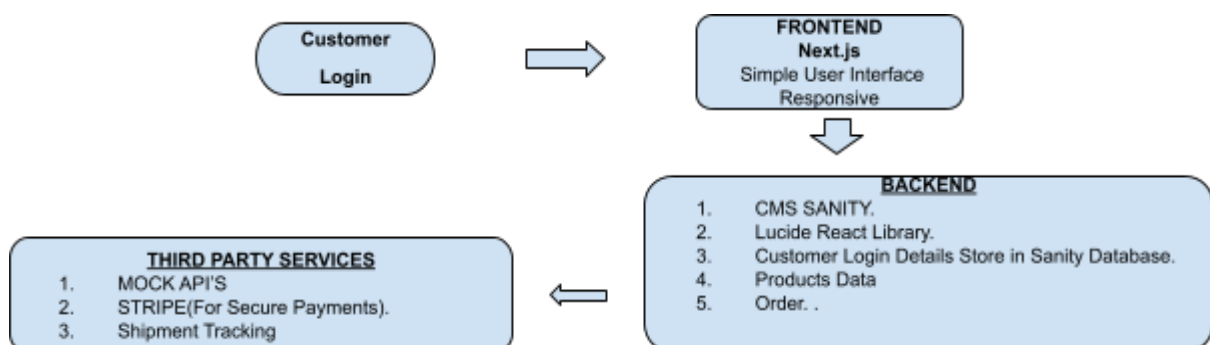 Customer
Login
FRONTEND
Next.js
Simple User Interface
Responsive
BACKEND
1. CMS SANITY.
2. Lucide React Library.
3. Customer Login Details Store in Sanity Database.
4. Products Data
5. Order. .
THIRD PARTY SERVICES
1. MOCK API'S
2. STRIPE(For Secure Payments).
3. Shipment Tracking